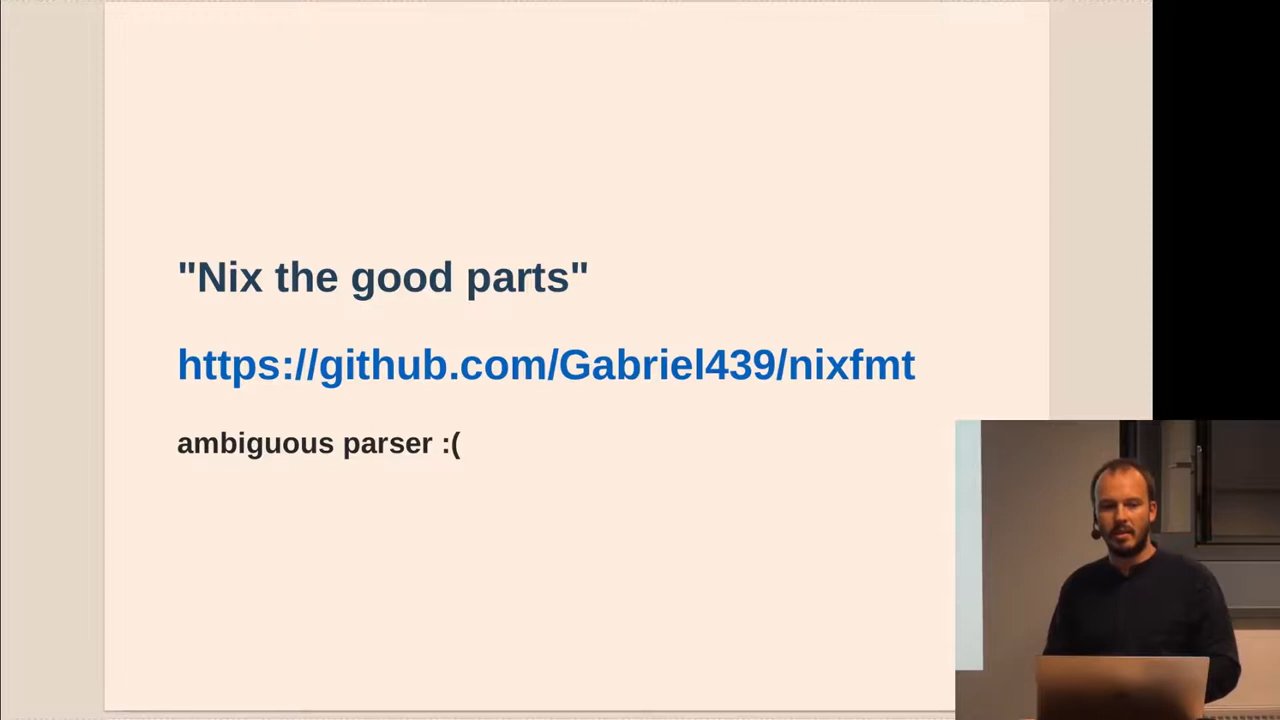 "Nix the good parts"
https://github.com/Gabriel439/nixfmt
ambiguous parser :(